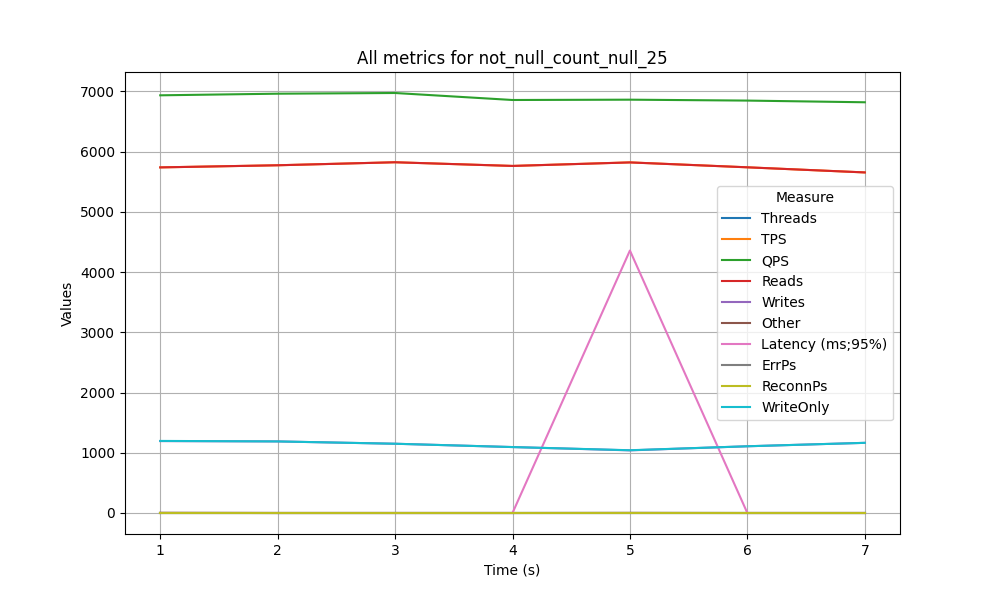 All metrics for not_null_count_null_25
7000
6000
5000
4000
3000
2000
1000
0
Values
Measure
Threads
TPS
QPS
Reads
Writes
Other
Latency (ms;95%)
ErrPs
ReconnPs
WriteOnly
1 2 3 4 5 6 7
Time (s)